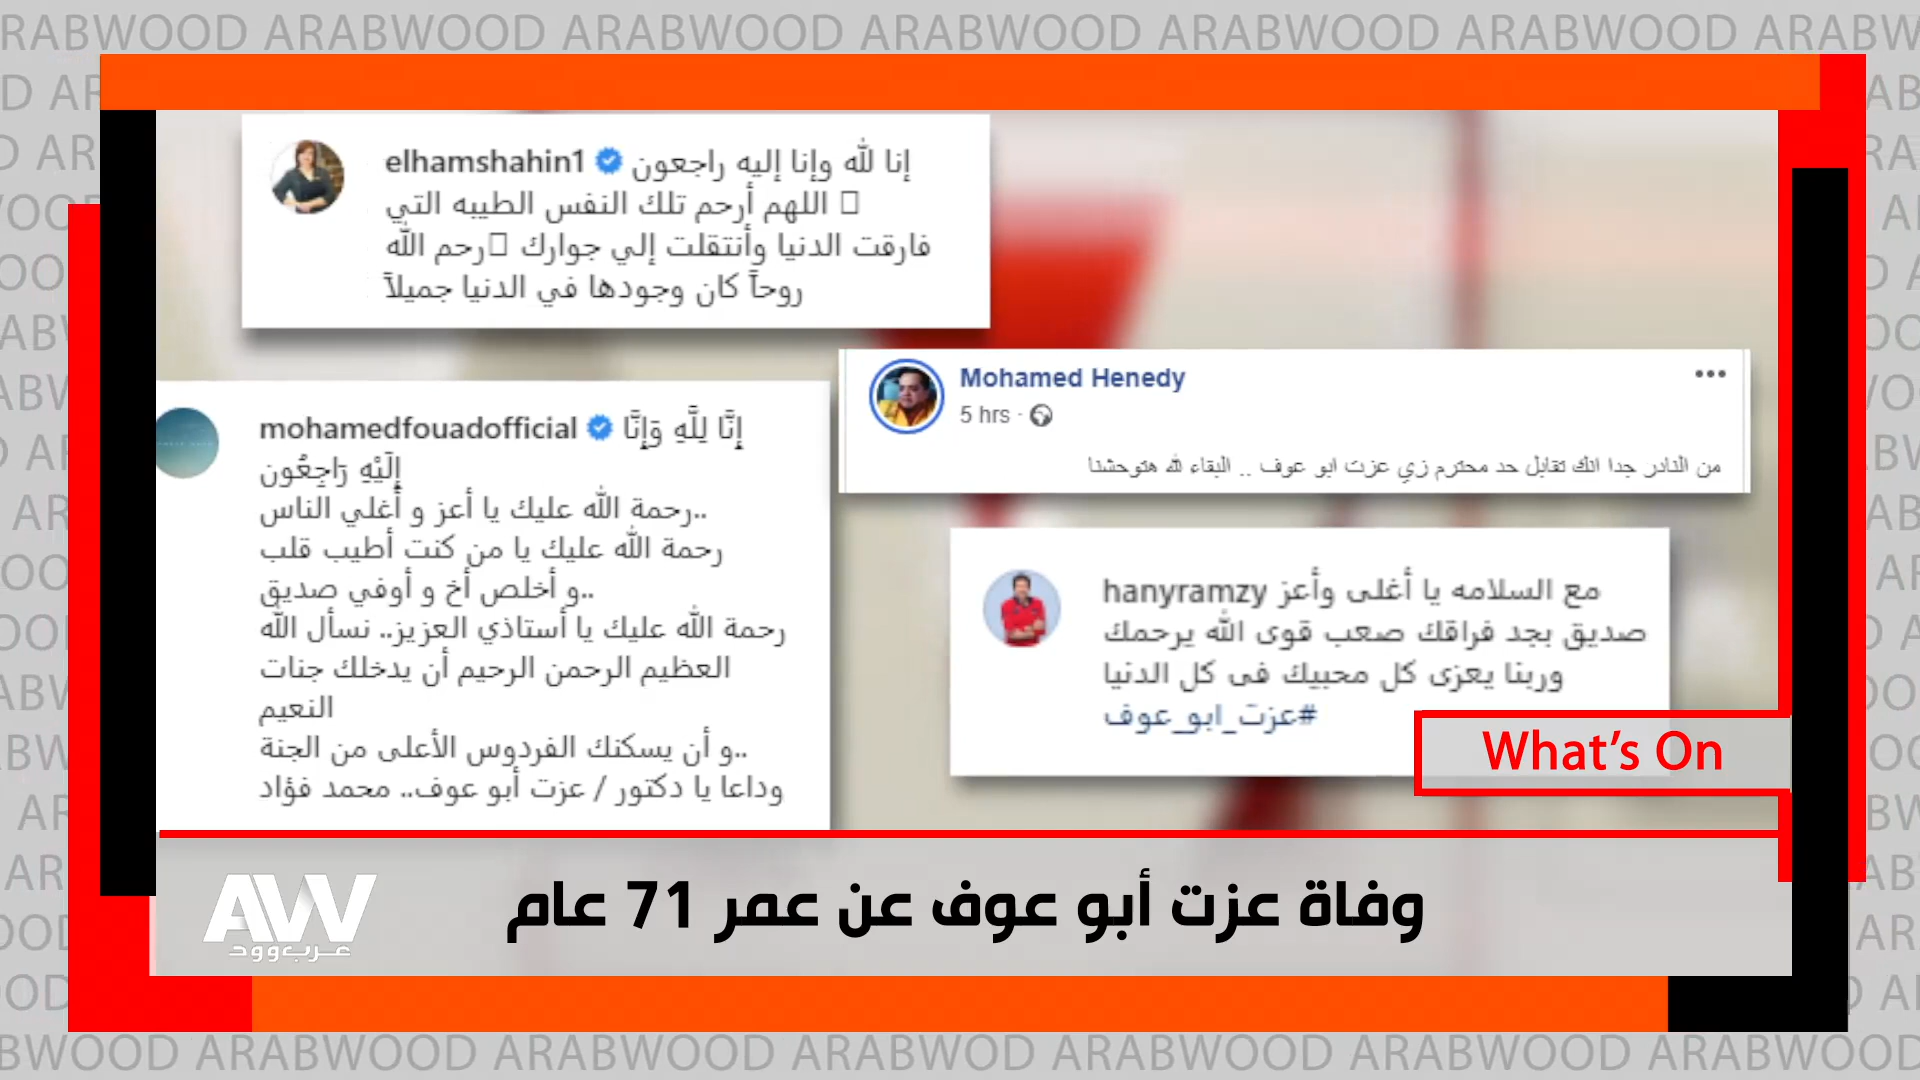 RABWOOD ARABWOOD ARABWOOD ARABWOOD ARABWOOD ARABWOOD ARABW
elhamshahin1 إنا لله وإنا إليه راجعون
اللهم أرحم تلك النفس الطيبه التي
فارقت الدنيا وأنتقلت إلي جوارك رحم الله
روحاً كان وجودها في الدنيا جميلاً
Mohamed Henedy
5 hrs ·
من النادر جدا انك تقابل حد محترم زي عزت ابو عوف .. البقاء لله هتوحشنا
mohamedfouadofficial إِنَّا لِلَّهِ وَإِنَّا
إِلَيْهِ رَاجِعُون
..رحمة الله عليك يا أعز و أغلي الناس
رحمة الله عليك يا من كنت أطيب قلب
..و أخلص أخ و أوفي صديق
رحمة الله عليك يا أستاذي العزيز.. نسأل الله
العظيم الرحمن الرحيم أن يدخلك جنات
النعيم
..و أن يسكنك الفردوس الأعلى من الجنة
وداعا يا دكتور / عزت أبو عوف.. محمد فؤاد
hanyramzy مع السلامه يا أغلى وأعز
صديق بجد فراقك صعب قوى الله يرحمك
وربنا يعزى كل محبيك فى كل الدنيا
#عزت_ابو_عوف
What's On
وفاة عزت أبو عوف عن عمر 71 عام
AW
عرب وود
BWOOD ARABWOOD ARABWOOD ARABWOD ARABWOOD ARABWOOD ARABWOOD